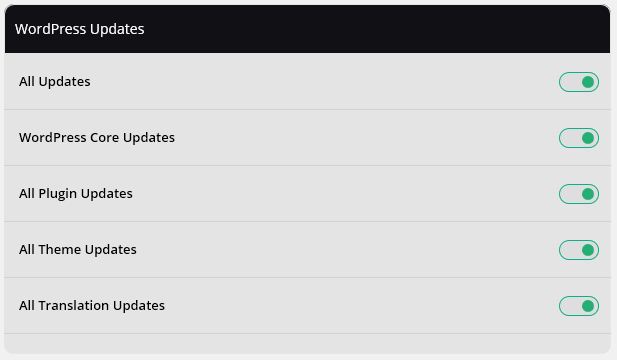 WordPress Updates
All Updates
WordPress Core Updates
All Plugin Updates
All Theme Updates
All Translation Updates